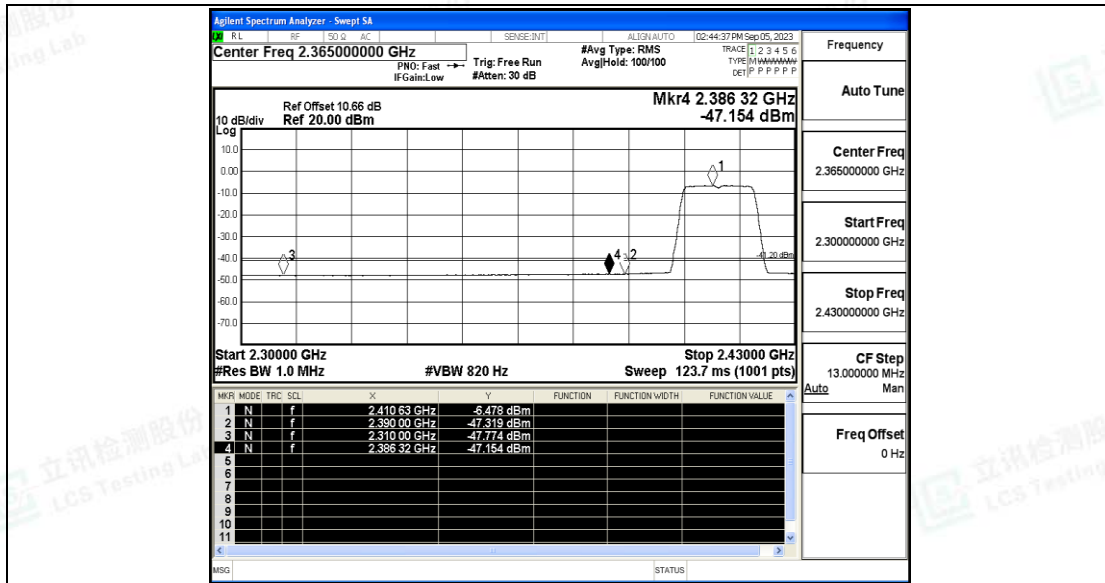 Agilent Spectrum Analyzer - Swept SA
RL RF 50 Ω AC SENSE:INT ALIGN AUTO 02:44:37 PM Sep 05, 2023
Center Freq 2.365000000 GHz
PNO: Fast
IFGain:Low
Trig: Free Run
#Atten: 30 dB
#Avg Type: RMS
Avg|Hold: 100/100
TRACE 1 2 3 4 5 6
TYPE M W W W W W
DET P P P P P P
Mkr4 2.386 32 GHz
-47.154 dBm
Ref Offset 10.66 dB
10 dB/div Ref 20.00 dBm
Log
10.0
0.00
-10.0
-20.0
-30.0
-40.0
-50.0
-60.0
-70.0
1
3
4
2
-41.20 dBm
Start 2.30000 GHz Stop 2.43000 GHz
#Res BW 1.0 MHz #VBW 820 Hz Sweep 123.7 ms (1001 pts)
MKR MODE TRC SCL X Y FUNCTION FUNCTION WIDTH FUNCTION VALUE
1 N f 2.410 63 GHz -6.478 dBm
2 N f 2.390 00 GHz -47.319 dBm
3 N f 2.310 00 GHz -47.774 dBm
4 N f 2.386 32 GHz -47.154 dBm
5
6
7
8
9
10
11
MSG STATUS
Frequency
Auto Tune
Center Freq
2.365000000 GHz
Start Freq
2.300000000 GHz
Stop Freq
2.430000000 GHz
CF Step
13.000000 MHz
Auto Man
Freq Offset
0 Hz
立讯检测股份
LCS Testing Lab
立讯检测股
LCS Testing